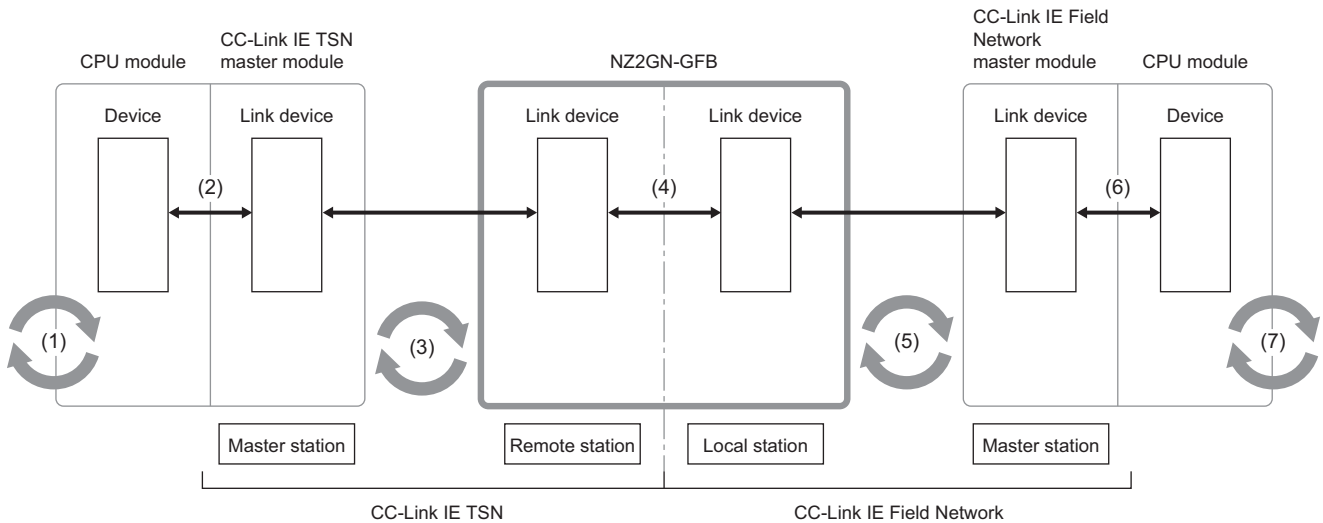 CPU module
CC-Link IE TSN
master module
NZ2GN-GFB
CC-Link IE Field
Network
master module
CPU module
Device
Link device
Link device
Link device
Link device
Device
(2)
(4)
(6)
(1)
(3)
(5)
(7)
Master station
Remote station
Local station
Master station
CC-Link IE TSN
CC-Link IE Field Network